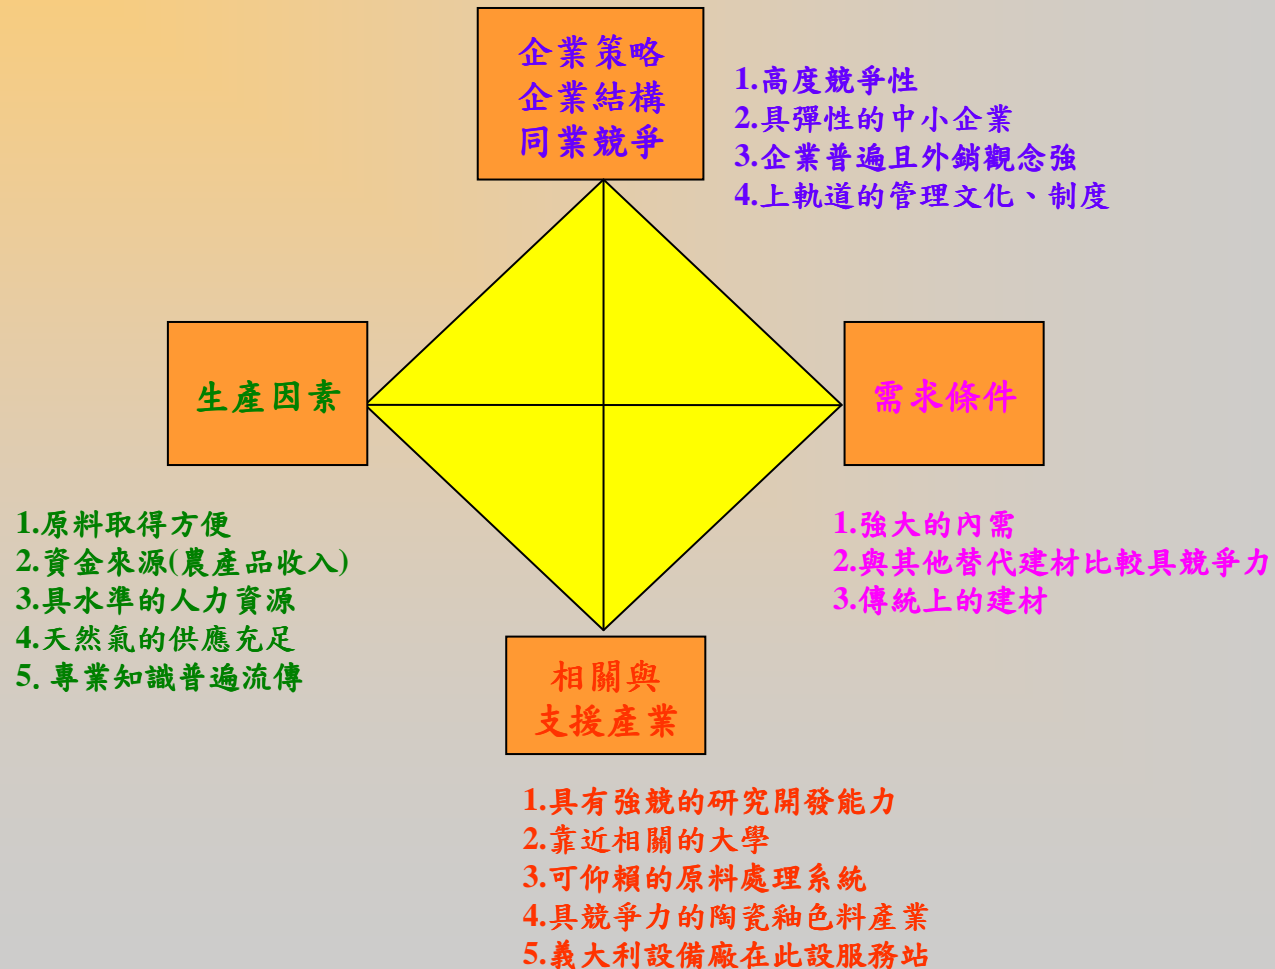 企業策略
企業結構
同業競爭
1.高度競爭性
2.具彈性的中小企業
3.企業普遍且外銷觀念強
4.上軌道的管理文化、制度
生產因素
需求條件
1.原料取得方便
2.資金來源(農產品收入)
3.具水準的人力資源
4.天然氣的供應充足
5. 專業知識普遍流傳
1.強大的內需
2.與其他替代建材比較具競爭力
3.傳統上的建材
相關與
支援產業
1.具有強競的研究開發能力
2.靠近相關的大學
3.可仰賴的原料處理系統
4.具競爭力的陶瓷釉色料產業
5.義大利設備廠在此設服務站